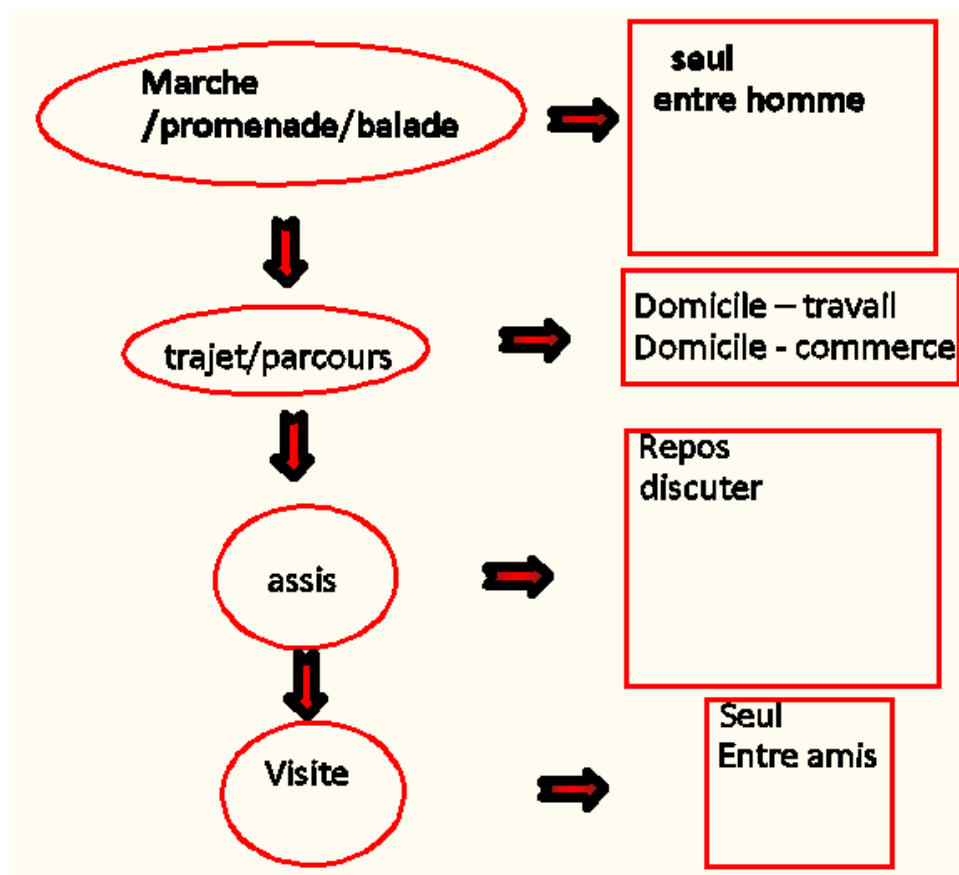 Marche
/promenade/balade
seul
entre homme
trajet/parcours
Domicile – travail
Domicile - commerce
assis
Repos
discuter
Visite
Seul
Entre amis